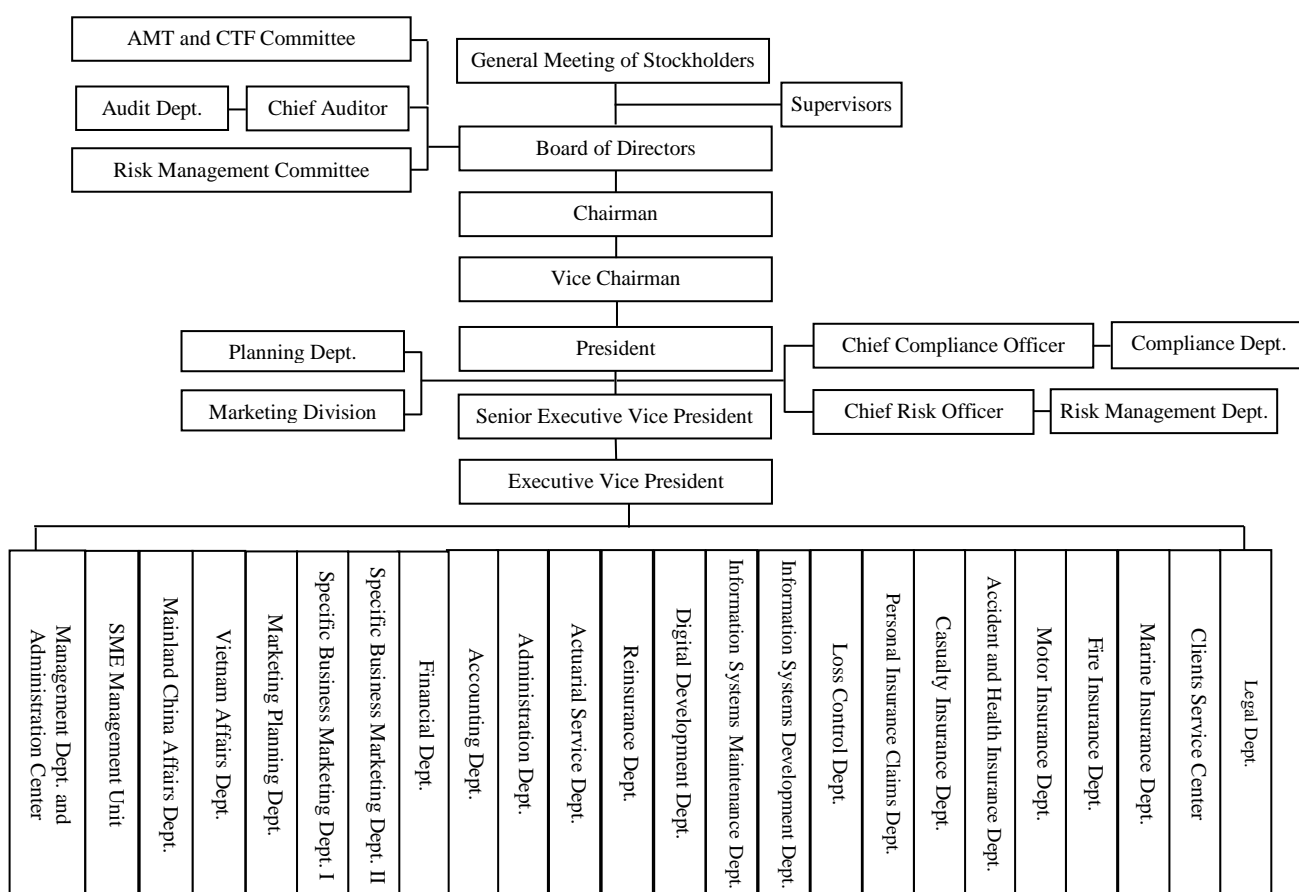 AMT and CTF Committee
General Meeting of Stockholders
Audit Dept.
Chief Auditor
Supervisors
Board of Directors
Risk Management Committee
Chairman
Vice Chairman
President
Planning Dept.
Chief Compliance Officer
Compliance Dept.
Marketing Division
Senior Executive Vice President
Chief Risk Officer
Risk Management Dept.
Executive Vice President
Management Dept. and
Administration Center
SME Management Unit
Mainland China Affairs Dept.
Vietnam Affairs Dept.
Marketing Planning Dept.
Specific Business Marketing Dept. I
Specific Business Marketing Dept. II
Financial Dept.
Accounting Dept.
Administration Dept.
Actuarial Service Dept.
Reinsurance Dept.
Digital Development Dept.
Information Systems Maintenance Dept.
Information Systems Development Dept.
Loss Control Dept.
Personal Insurance Claims Dept.
Casualty Insurance Dept.
Accident and Health Insurance Dept.
Motor Insurance Dept.
Fire Insurance Dept.
Marine Insurance Dept.
Clients Service Center
Legal Dept.